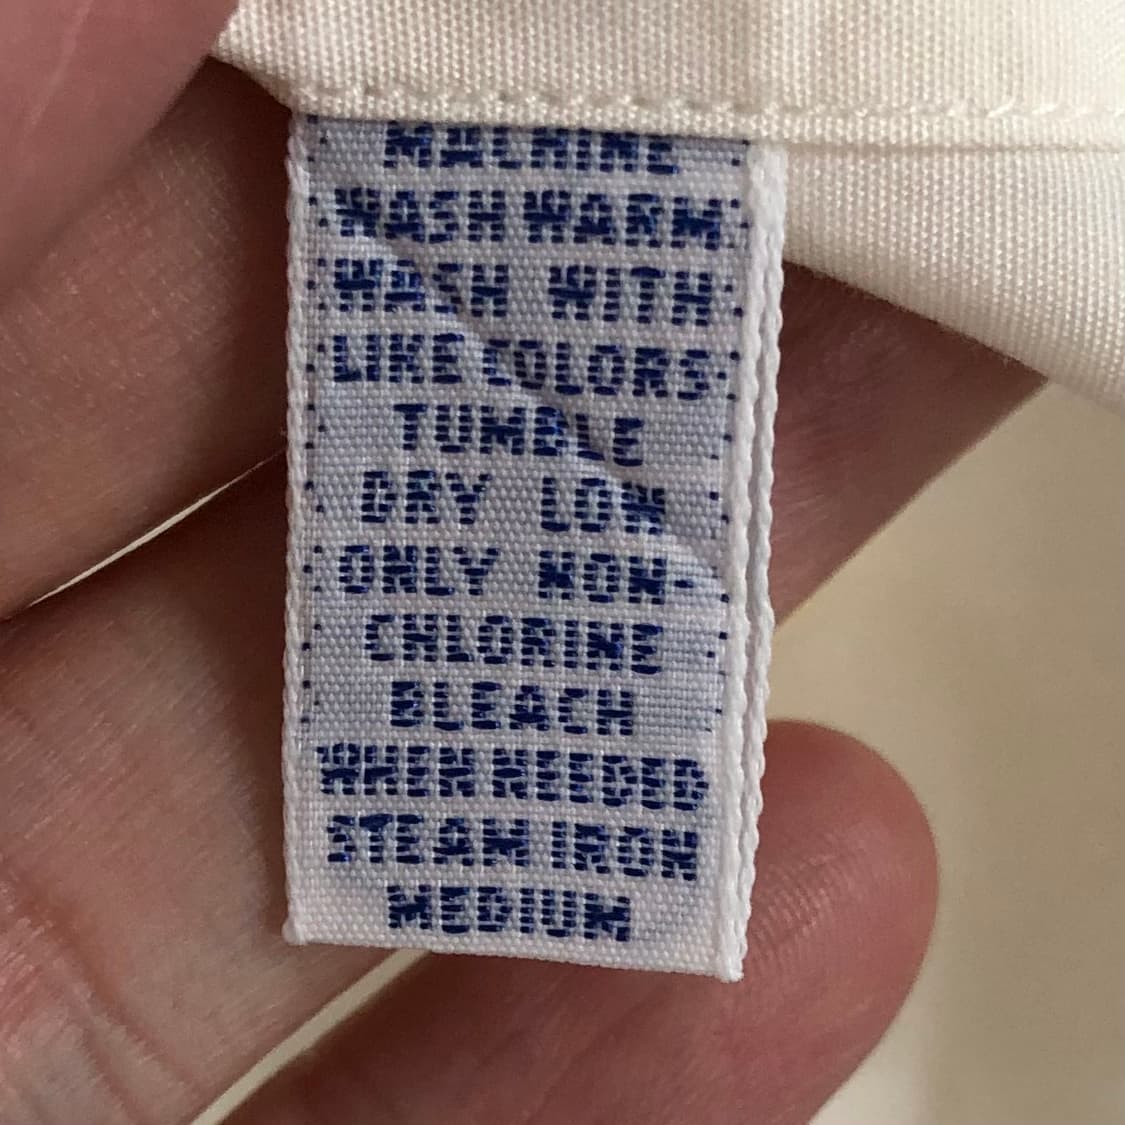 MACHINE
WASH WARM
WASH WITH
LIKE COLORS
TUMBLE
DRY LOW
ONLY NON-
CHLORINE
BLEACH
WHEN NEEDED
STEAM IRON
MEDIUM